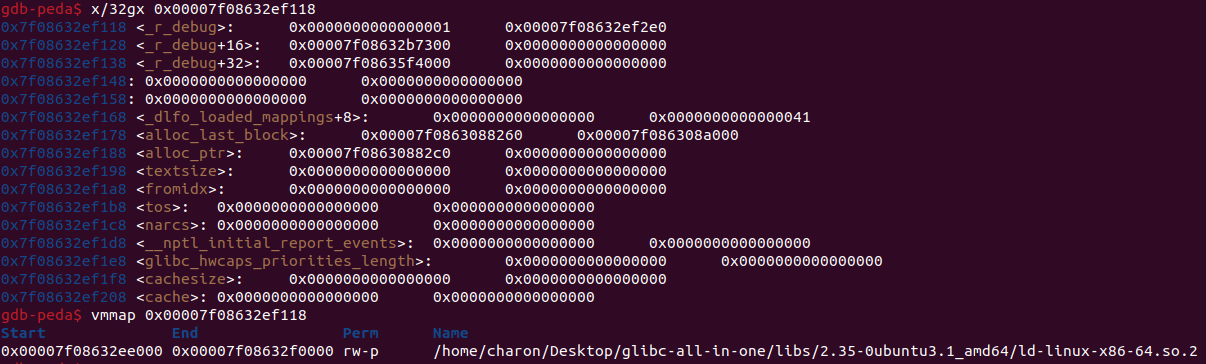 gdb-peda$ x/32gx 0x00007f08632ef118
0x7f08632ef118 <_r_debug>: 0x0000000000000001 0x00007f08632ef2e0
0x7f08632ef128 <_r_debug+16>: 0x00007f08632b7300 0x0000000000000000
0x7f08632ef138 <_r_debug+32>: 0x00007f08635f4000 0x0000000000000000
0x7f08632ef148: 0x0000000000000000 0x0000000000000000
0x7f08632ef158: 0x0000000000000000 0x0000000000000000
0x7f08632ef168 <_dlfo_loaded_mappings+8>: 0x0000000000000000 0x0000000000000041
0x7f08632ef178 <alloc_last_block>: 0x00007f0863088260 0x00007f086308a000
0x7f08632ef188 <alloc_ptr>: 0x00007f08630882c0 0x0000000000000000
0x7f08632ef198 <textsize>: 0x0000000000000000 0x0000000000000000
0x7f08632ef1a8 <fromidx>: 0x0000000000000000 0x0000000000000000
0x7f08632ef1b8 <tos>: 0x0000000000000000 0x0000000000000000
0x7f08632ef1c8 <narcs>: 0x0000000000000000 0x0000000000000000
0x7f08632ef1d8 <__nptl_initial_report_events>: 0x0000000000000000 0x0000000000000000
0x7f08632ef1e8 <glibc_hwcaps_priorities_length>: 0x0000000000000000 0x0000000000000000
0x7f08632ef1f8 <cachesize>: 0x0000000000000000 0x0000000000000000
0x7f08632ef208 <cache>: 0x0000000000000000 0x0000000000000000
gdb-peda$ vmmap 0x00007f08632ef118
Start End Perm Name
0x00007f08632ee000 0x00007f08632f0000 rw-p /home/charon/Desktop/glibc-all-in-one/libs/2.35-0ubuntu3.1_amd64/ld-linux-x86-64.so.2